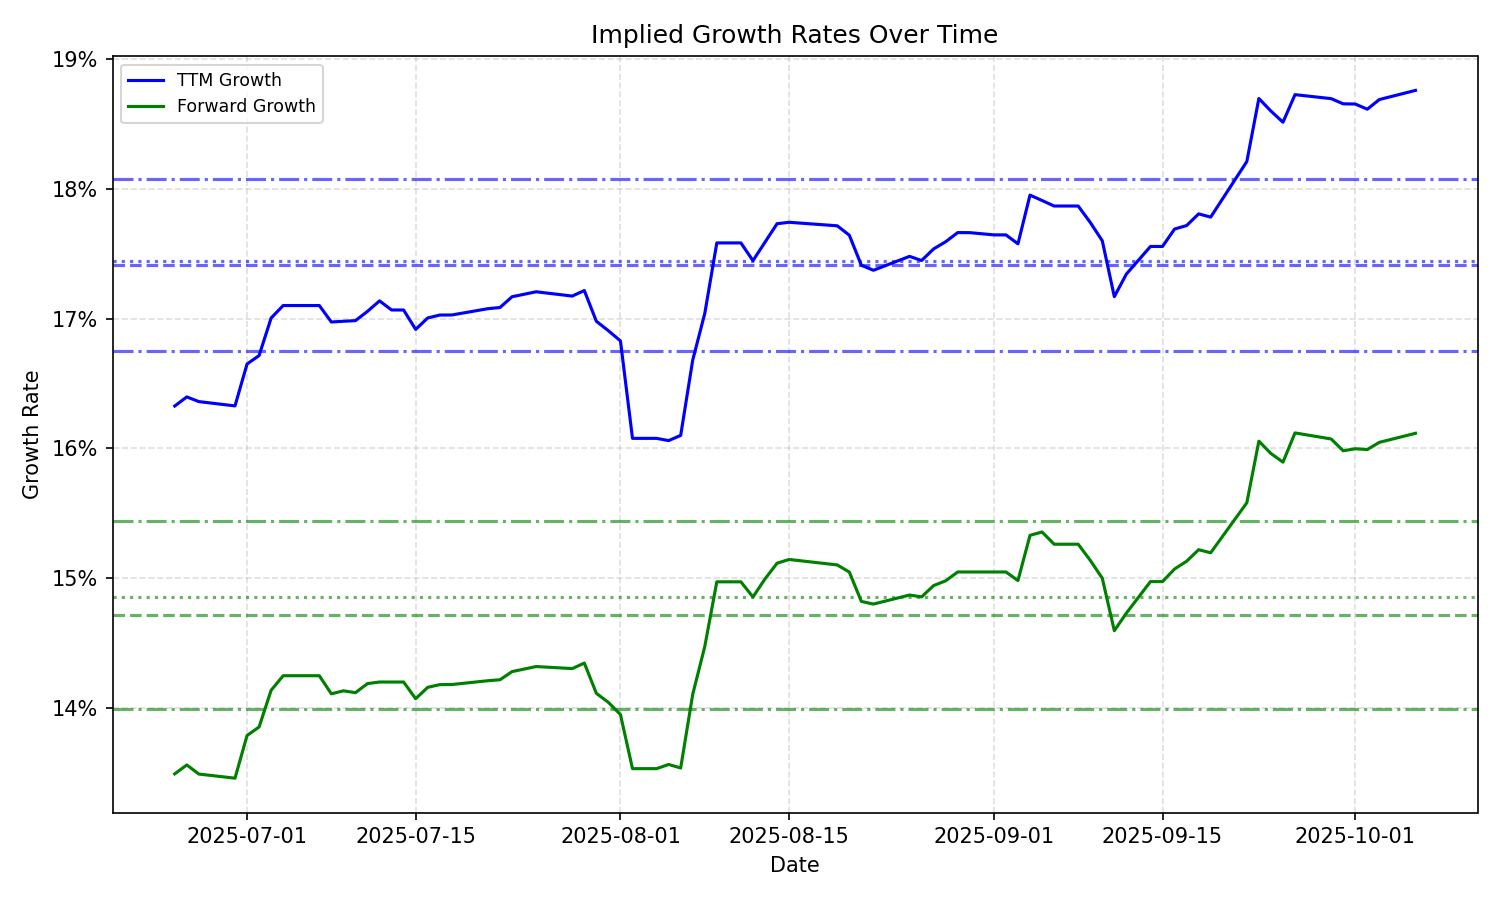 Implied Growth Rates Over Time
TTM Growth
Forward Growth
Growth Rate
19%
18%
17%
16%
15%
14%
2025-07-01 2025-07-15 2025-08-01 2025-08-15 2025-09-01 2025-09-15 2025-10-01
Date